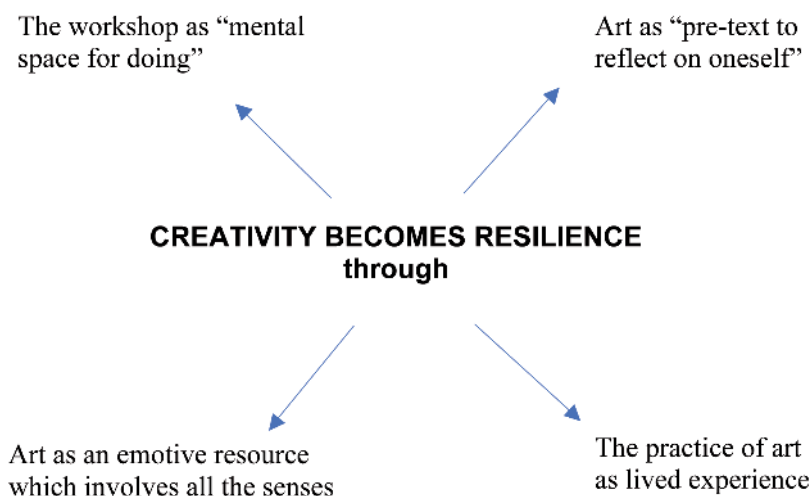 The workshop as “mental
space for doing”
Art as “pre-text to
reflect on oneself”
CREATIVITY BECOMES RESILIENCE
through
Art as an emotive resource
which involves all the senses
The practice of art
as lived experience